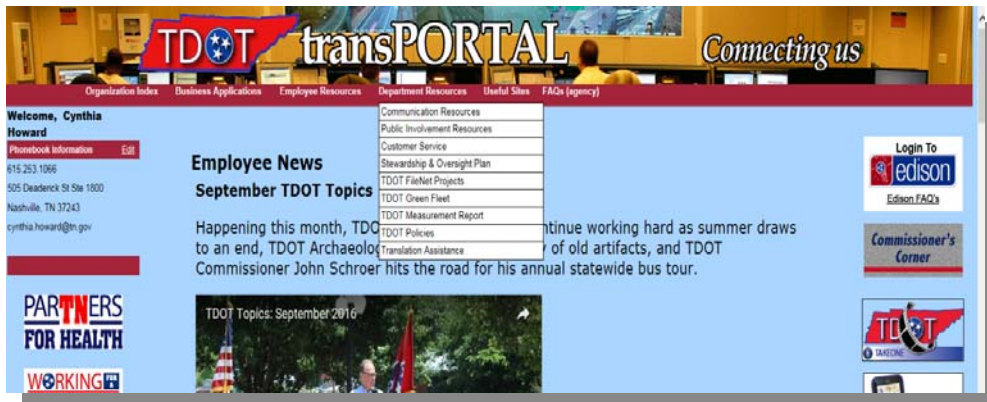 TDOT transPORTAL Connecting us
Organization Index Business Applications Employee Resources Department Resources Useful Sites FAQs (agency)
Welcome, Cynthia
Howard
Phonebook Information Edit
615.253.1066
505 Deaderick St Ste 1800
Nashville, TN 37243
cynthia.howard@tn.gov
PARTNERS
FOR HEALTH
WORKING FOR
Communication Resources
Public Involvement Resources
Customer Service
Stewardship & Oversight Plan
TDOT FileNet Projects
TDOT Green Fleet
TDOT Measurement Report
TDOT Policies
Translation Assistance
Employee News
September TDOT Topics
Happening this month, TDO ntinue working hard as summer draws
to an end, TDOT Archaeolog y of old artifacts, and TDOT
Commissioner John Schroer hits the road for his annual statewide bus tour.
TDOT Topics: September 2016
Login To
edison
Edison FAQ's
Commissioner's
Corner
TDOT
TAKEONE